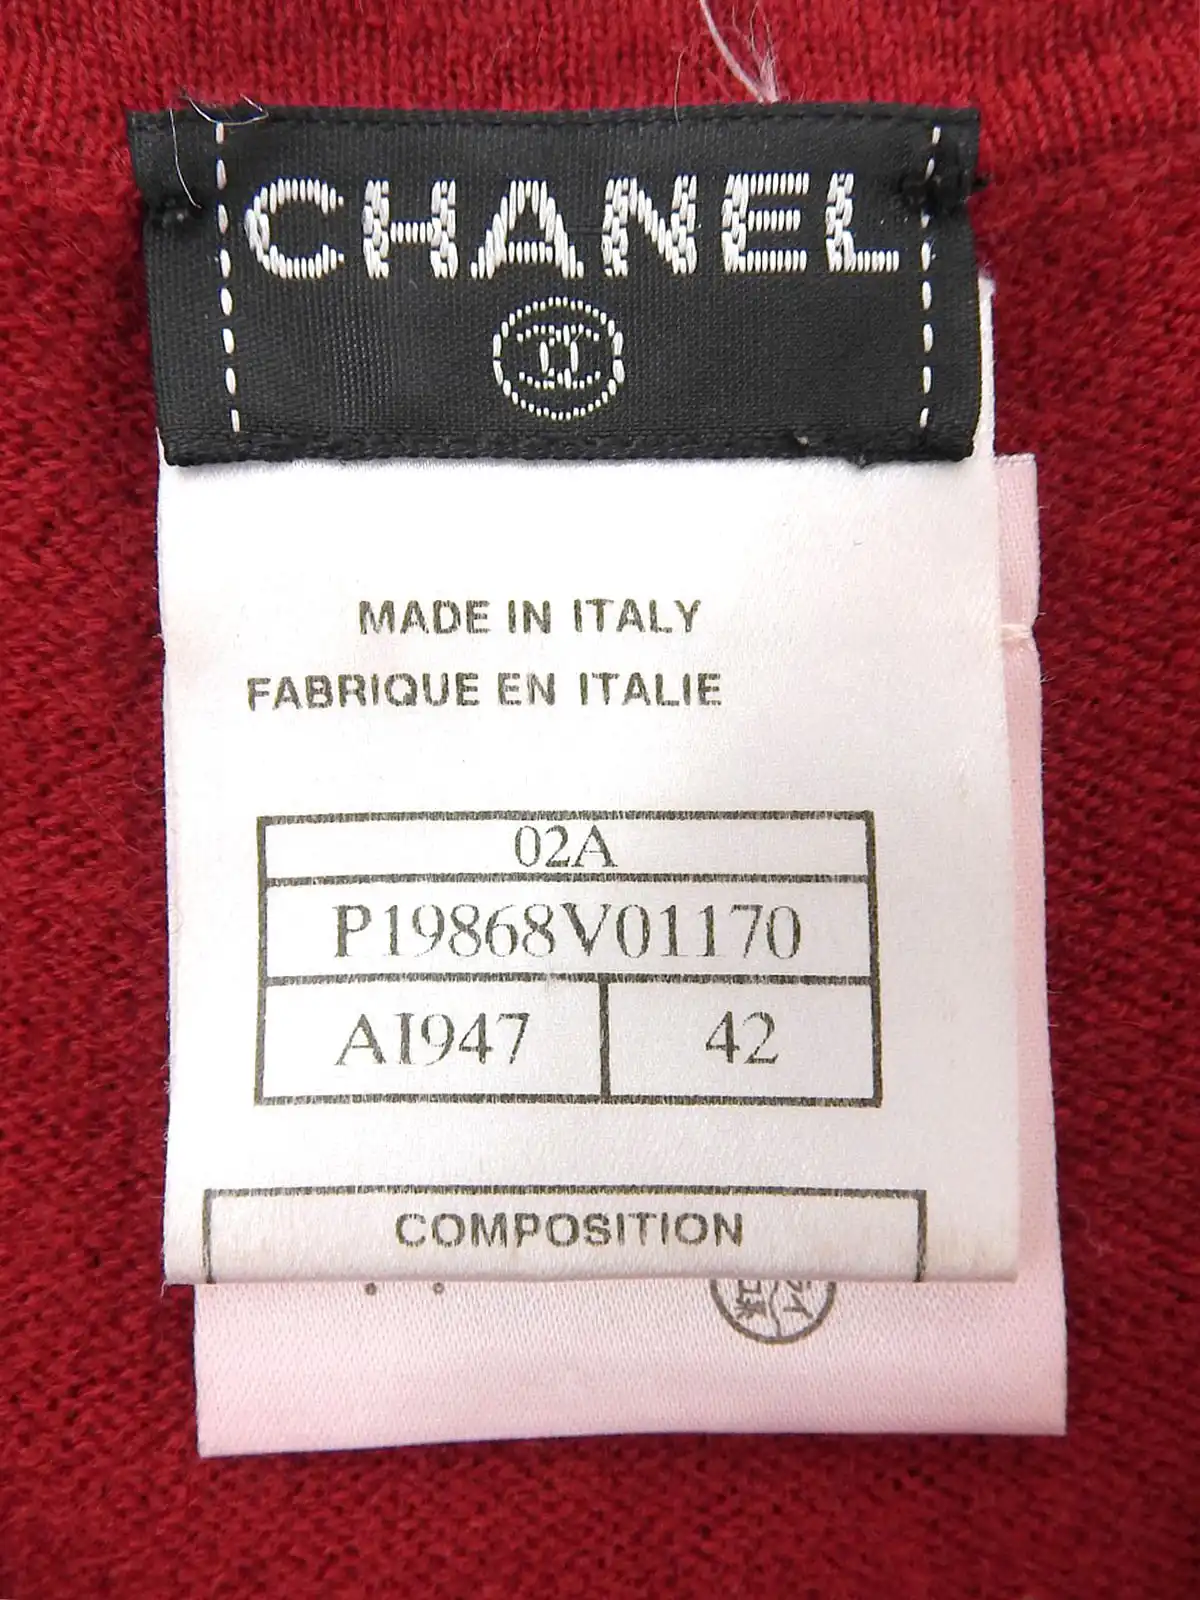 CHANEL
MADE IN ITALY
FABRIQUE EN ITALIE
02A
P19868V01170
AI947 42
COMPOSITION